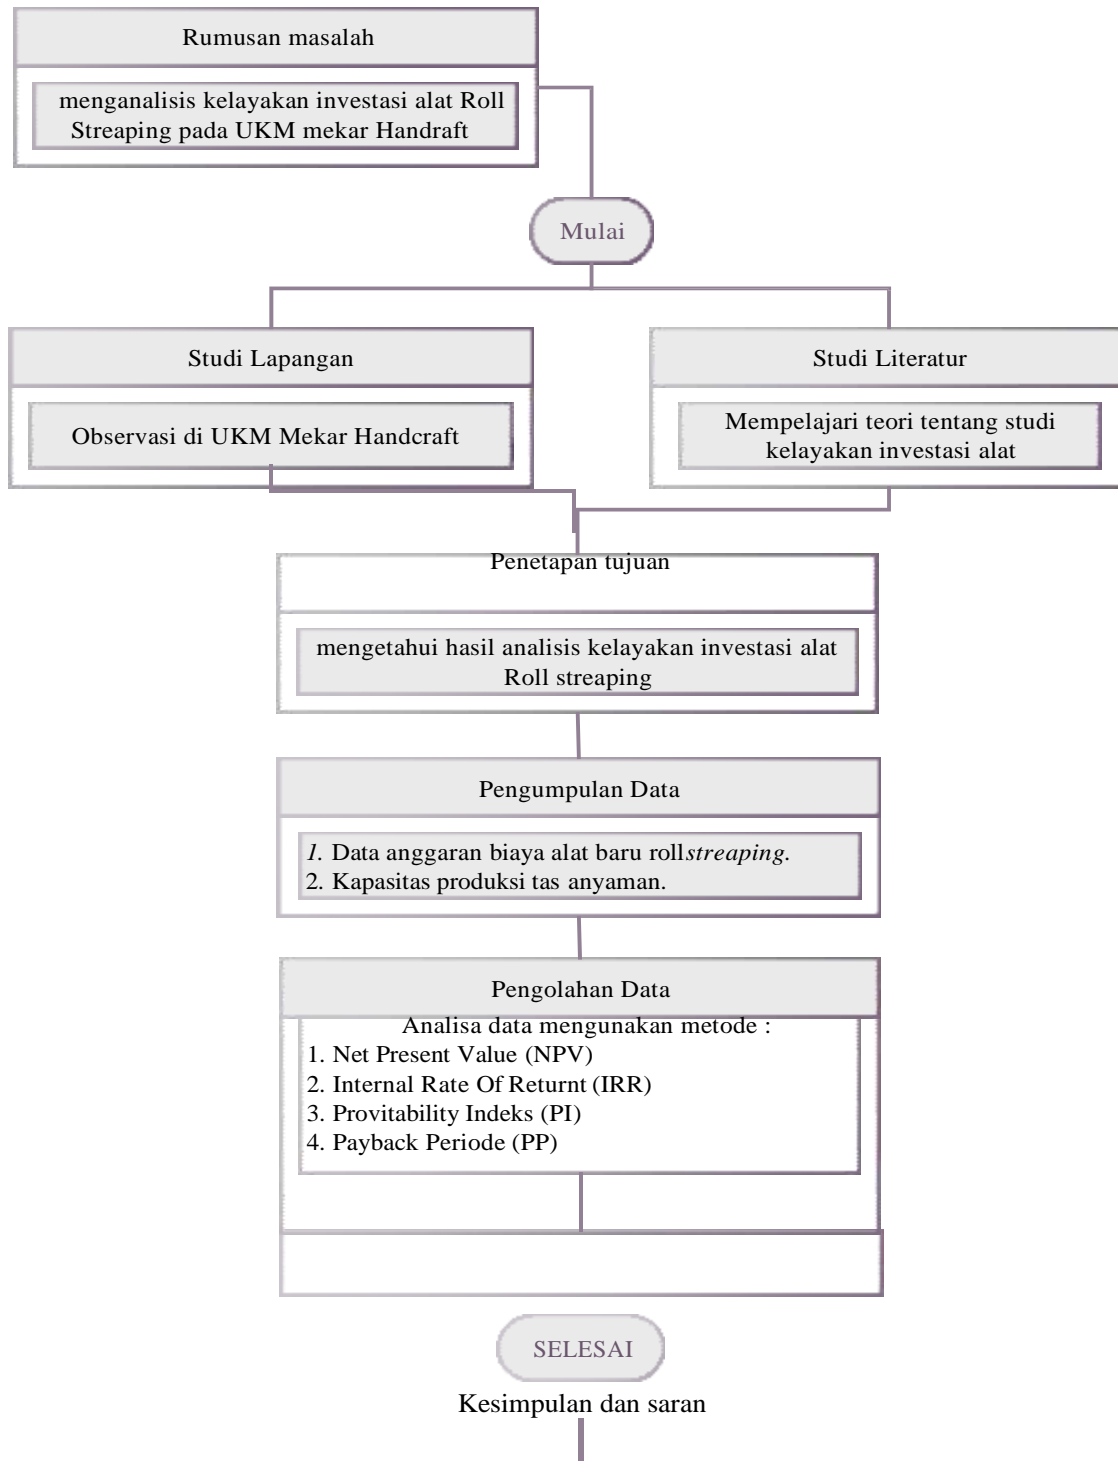 Rumusan masalah
menganalisis kelayakan investasi alat Roll
Streaping pada UKM mekar Handraft
Mulai
Studi Lapangan
Observasi di UKM Mekar Handcraft
Studi Literatur
Mempelajari teori tentang studi
kelayakan investasi alat
Penetapan tujuan
mengetahui hasil analisis kelayakan investasi alat
Roll streaping
Pengumpulan Data
1. Data anggaran biaya alat baru rollstreaping.
2. Kapasitas produksi tas anyaman.
Pengolahan Data
Analisa data mengunakan metode :
1. Net Present Value (NPV)
2. Internal Rate Of Returnt (IRR)
3. Provitability Indeks (PI)
4. Payback Periode (PP)
SELESAI
Kesimpulan dan saran